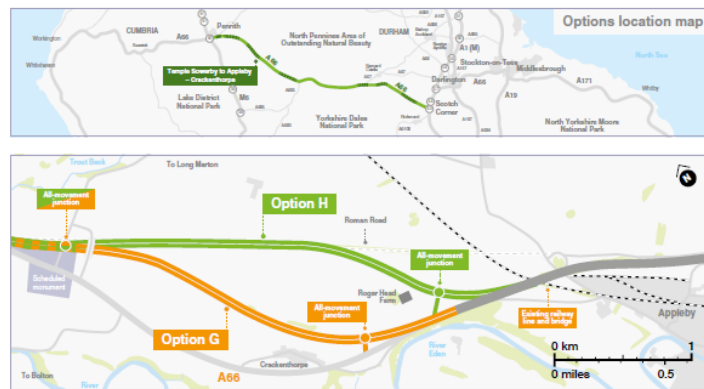 Options location map
Workington
Whitehaven
CUMBRIA
A66
Penrith
North Pennines Area of
Outstanding Natural Beauty
DURHAM
A1 (M)
Stockton-on-Tees
Middlesbrough
North Sea
Temple Sowerby to Appleby
– Crackenthorpe
A66
A66
Darlington
A66
A19
A171
Whitby
Lake District
National Park
M6
Yorkshire Dales
National Park
Scotch
Corner
North Yorkshire Moors
National Park
Trout Beck
To Long Marton
N
All-movement
junction
Option H
Roman Road
All-movement
junction
Scheduled
monument
Roger Head
Farm
All-movement
junction
Existing railway
line and bridge
Appleby
Option G
River
Eden
Crackenthorpe
0 km
1
0 miles
0.5
To Bolton
River
A66